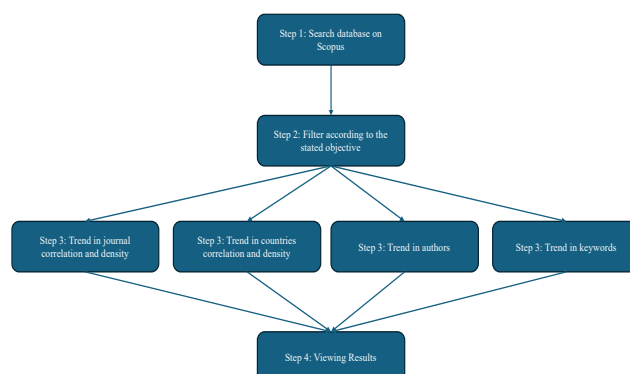 Step 1: Search database on
Scopus
Step 2: Filter according to the
stated objective
Step 3: Trend in journal
correlation and density
Step 3: Trend in countries
correlation and density
Step 3: Trend in authors
Step 3: Trend in keywords
Step 4: Viewing Results